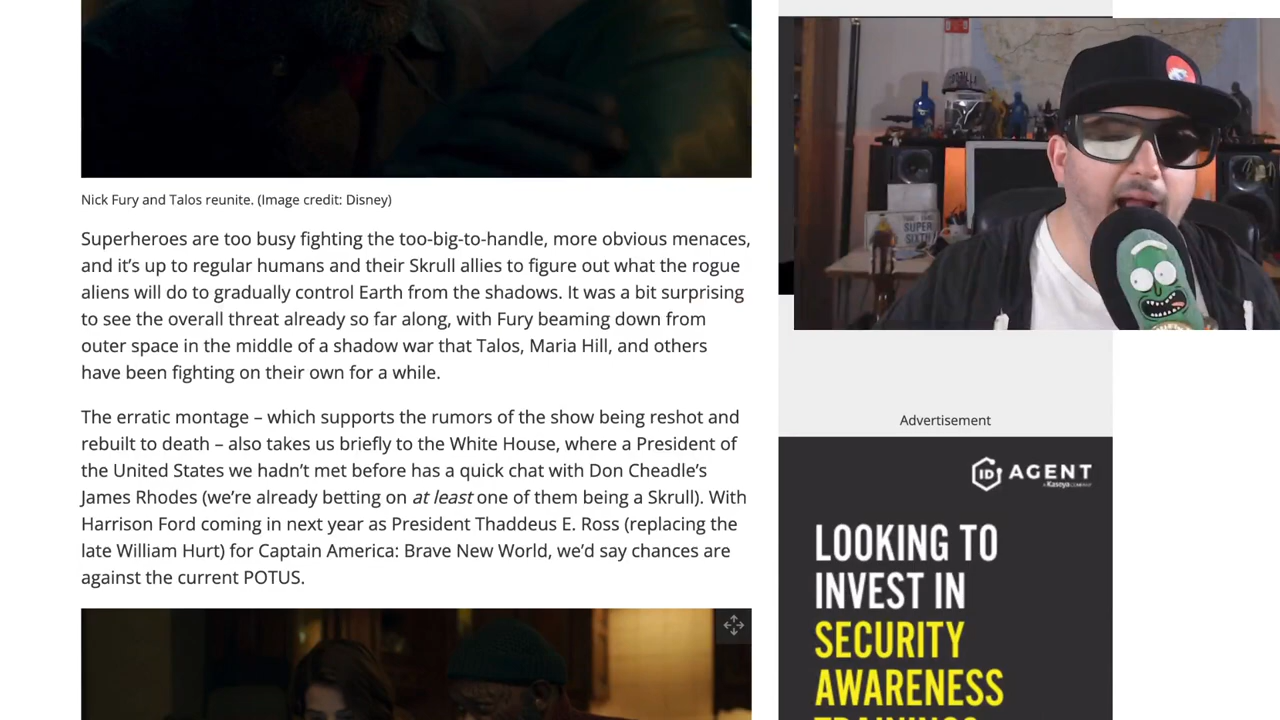 Nick Fury and Talos reunite. (Image credit: Disney)
Superheroes are too busy fighting the too-big-to-handle, more obvious menaces,
and it’s up to regular humans and their Skrull allies to figure out what the rogue
aliens will do to gradually control Earth from the shadows. It was a bit surprising
to see the overall threat already so far along, with Fury beaming down from
outer space in the middle of a shadow war that Talos, Maria Hill, and others
have been fighting on their own for a while.
The erratic montage – which supports the rumors of the show being reshot and
rebuilt to death – also takes us briefly to the White House, where a President of
the United States we hadn’t met before has a quick chat with Don Cheadle’s
James Rhodes (we’re already betting on at least one of them being a Skrull). With
Harrison Ford coming in next year as President Thaddeus E. Ross (replacing the
late William Hurt) for Captain America: Brave New World, we’d say chances are
against the current POTUS.
SUPER
Advertisement
ID AGENT
A Kaseya COMPANY
LOOKING TO
INVEST IN
SECURITY
AWARENESS
TRAININGS